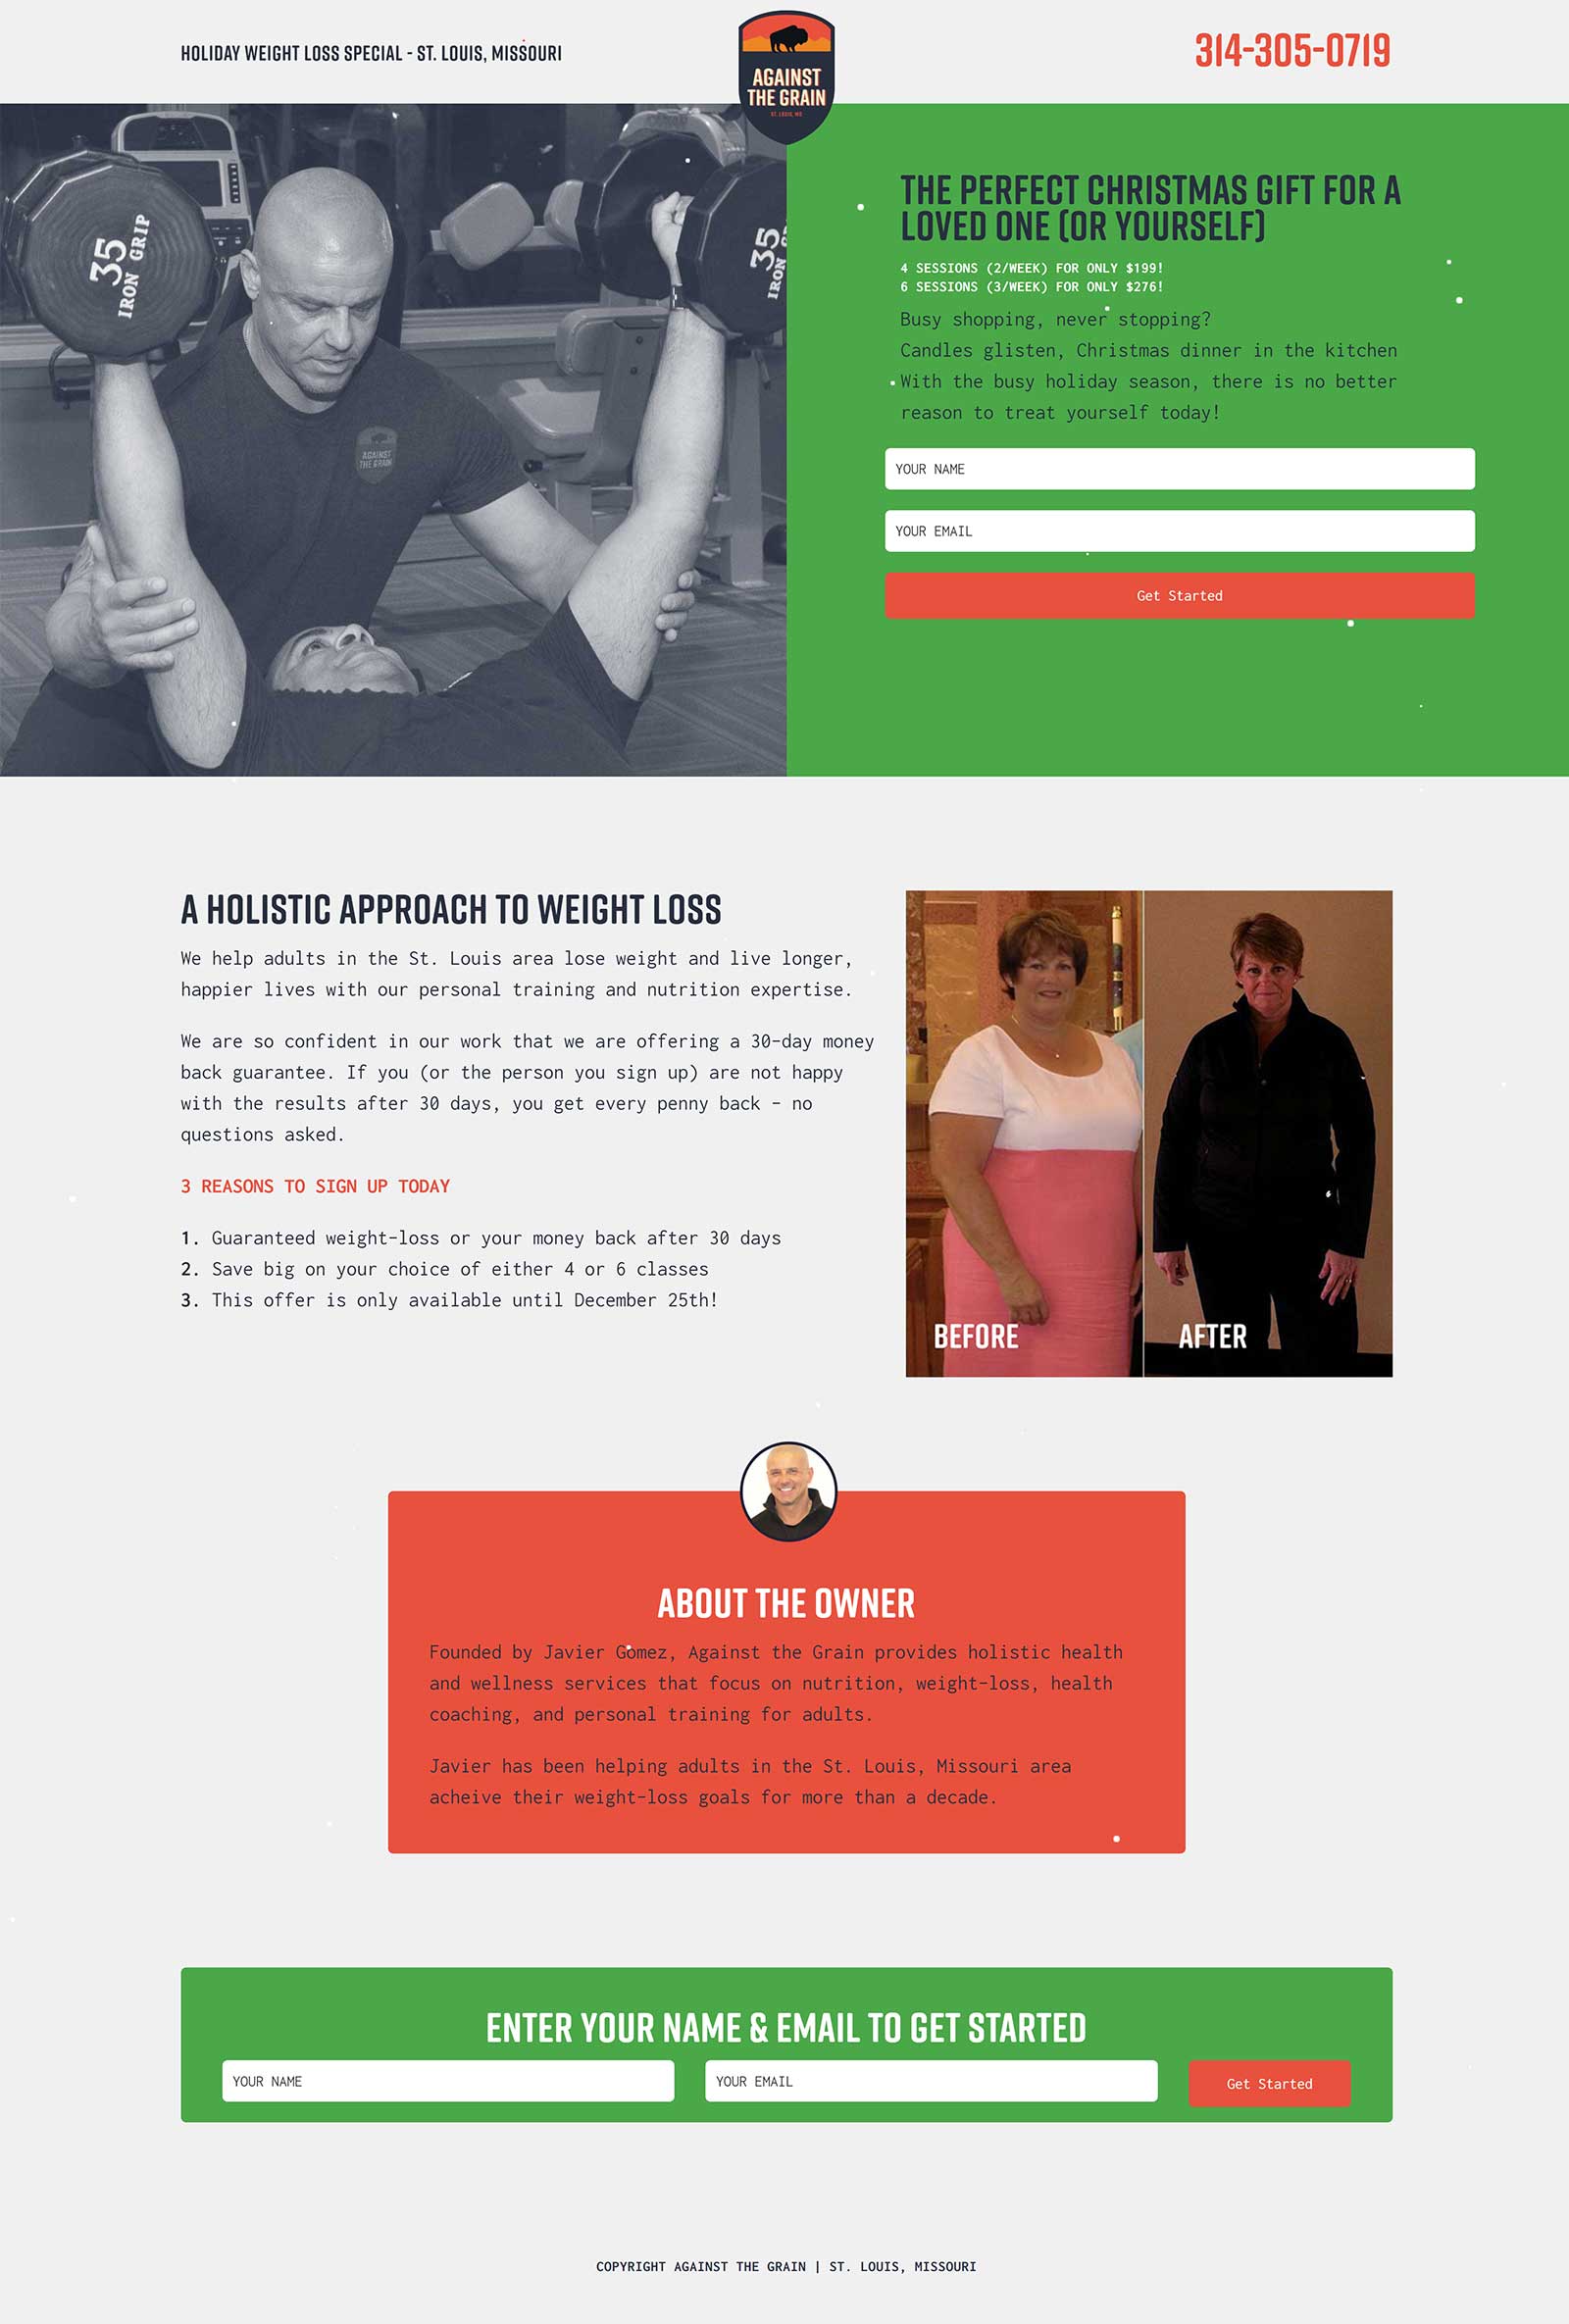 HOLIDAY WEIGHT LOSS SPECIAL - ST. LOUIS, MISSOURI
AGAINST
THE GRAIN
ST. LOUIS, MO
314-305-0719
35
IRON GRIP
35
IRON
AGAINST
THE GRAIN
THE PERFECT CHRISTMAS GIFT FOR A
LOVED ONE (OR YOURSELF)
4 SESSIONS (2/WEEK) FOR ONLY $199!
6 SESSIONS (3/WEEK) FOR ONLY $276!
Busy shopping, never stopping?
Candles glisten, Christmas dinner in the kitchen
With the busy holiday season, there is no better
reason to treat yourself today!
YOUR NAME
YOUR EMAIL
Get Started
A HOLISTIC APPROACH TO WEIGHT LOSS
We help adults in the St. Louis area lose weight and live longer,
happier lives with our personal training and nutrition expertise.
We are so confident in our work that we are offering a 30-day money
back guarantee. If you (or the person you sign up) are not happy
with the results after 30 days, you get every penny back - no
questions asked.
3 REASONS TO SIGN UP TODAY
1. Guaranteed weight-loss or your money back after 30 days
2. Save big on your choice of either 4 or 6 classes
3. This offer is only available until December 25th!
BEFORE
AFTER
ABOUT THE OWNER
Founded by Javier Gomez, Against the Grain provides holistic health
and wellness services that focus on nutrition, weight-loss, health
coaching, and personal training for adults.
Javier has been helping adults in the St. Louis, Missouri area
acheive their weight-loss goals for more than a decade.
ENTER YOUR NAME & EMAIL TO GET STARTED
YOUR NAME
YOUR EMAIL
Get Started
COPYRIGHT AGAINST THE GRAIN | ST. LOUIS, MISSOURI